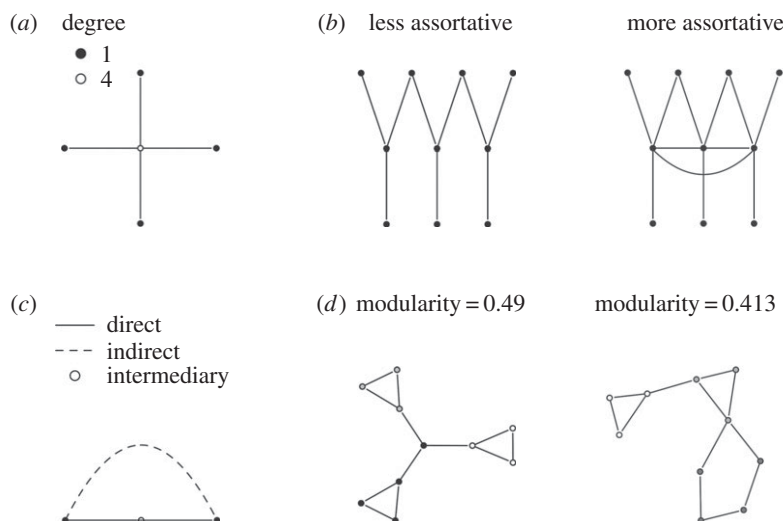 (a) degree
1
4
(b) less assortative more assortative
(c)
direct
indirect
intermediary
(d) modularity = 0.49 modularity = 0.413